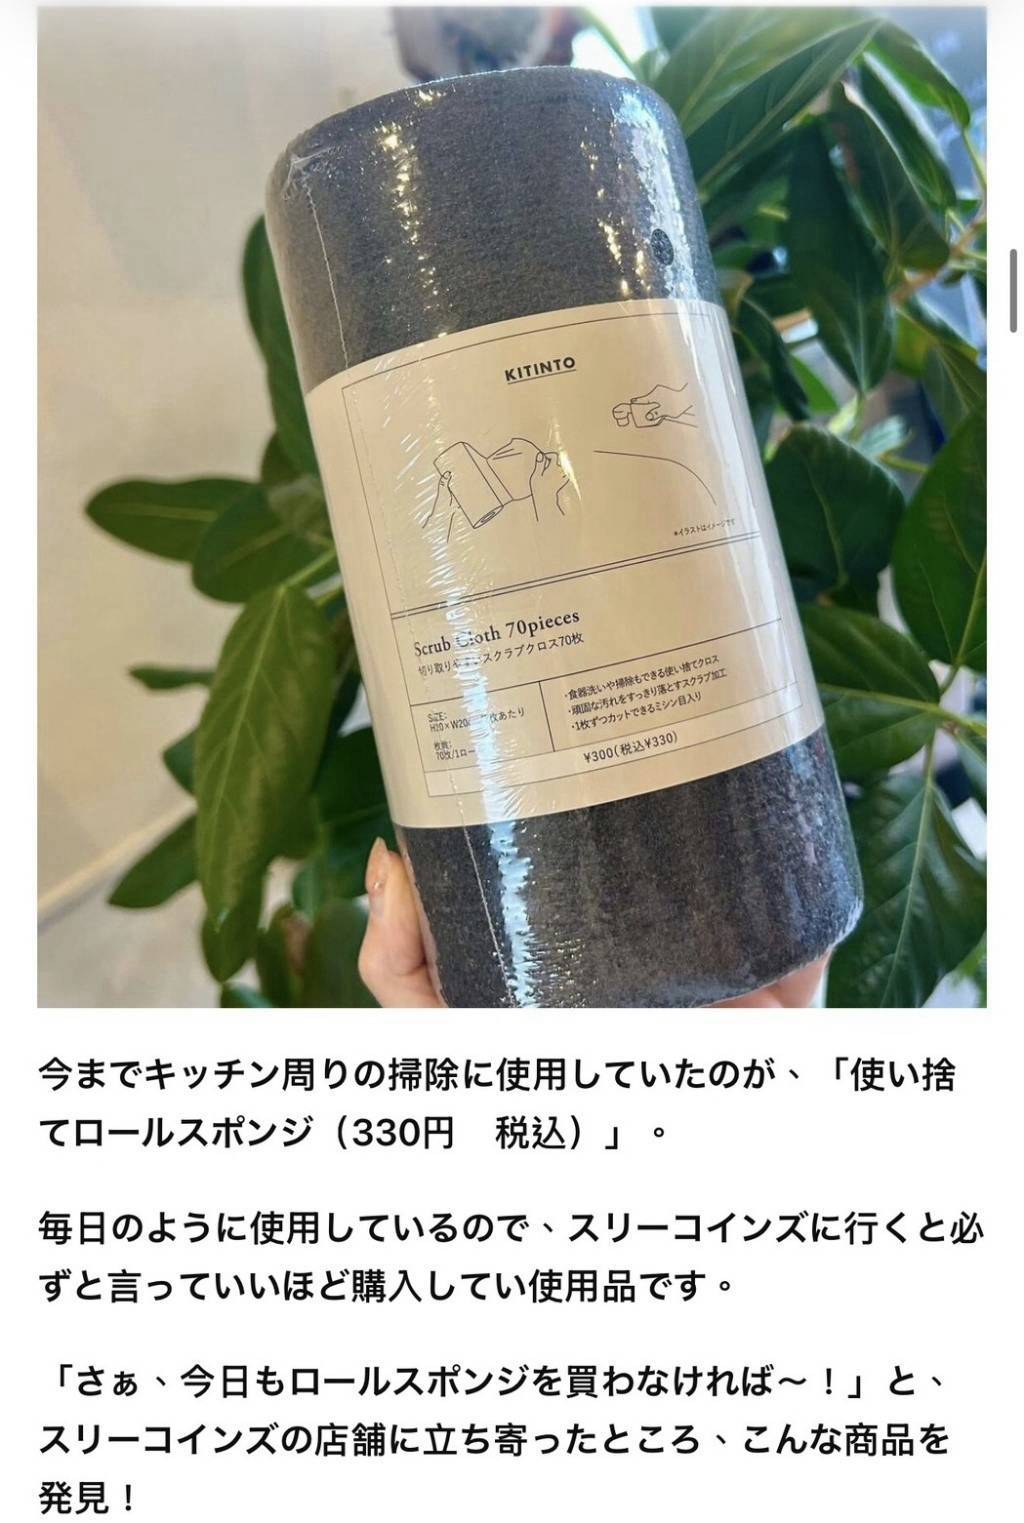 KITINTO
*イラストはイメージです
Scrub Cloth 70pieces
切り取りやすいスクラブクロス70枚
SIZE:
H20×W20 枚あたり
枚数:
70枚/1ロー
・食器洗いや掃除もできる使い捨てクロス
・頑固な汚れをすっきり落とすスクラブ加工
・1枚ずつカットできるミシン目入り
¥300(税込¥330)
今までキッチン周りの掃除に使用していたのが、「使い捨
てロールスポンジ（330円　税込）」。
毎日のように使用しているので、スリーコインズに行くと必
ずと言っていいほど購入してい使用品です。
「さぁ、今日もロールスポンジを買わなければ～！」と、
スリーコインズの店舗に立ち寄ったところ、こんな商品を
発見！